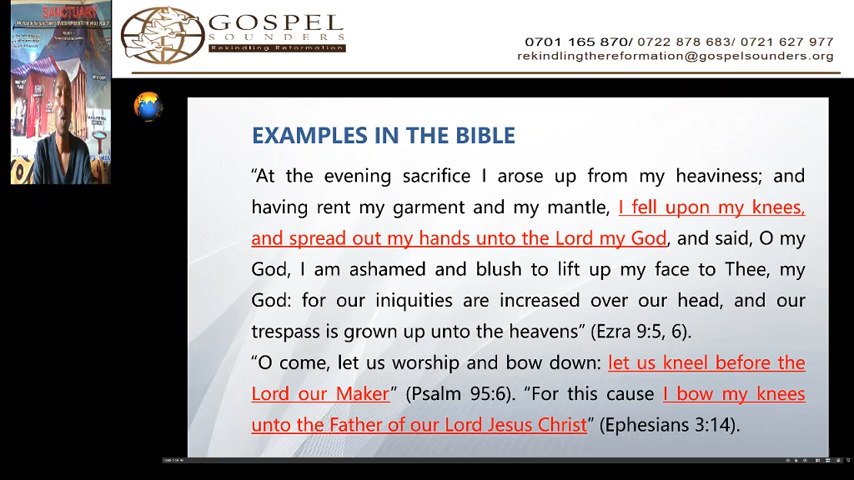 SANCTUARY
GOSPEL
SOUNDERS
Rekindling Reformation
0701 165 870/ 0722 878 683/ 0721 627 977
rekindlingthereformation@gospelsounders.org
EXAMPLES IN THE BIBLE
“At the evening sacrifice I arose up from my heaviness; and
having rent my garment and my mantle, I fell upon my knees,
and spread out my hands unto the Lord my God, and said, O my
God, I am ashamed and blush to lift up my face to Thee, my
God: for our iniquities are increased over our head, and our
trespass is grown up unto the heavens” (Ezra 9:5, 6).
“O come, let us worship and bow down: let us kneel before the
Lord our Maker” (Psalm 95:6). “For this cause I bow my knees
unto the Father of our Lord Jesus Christ” (Ephesians 3:14).